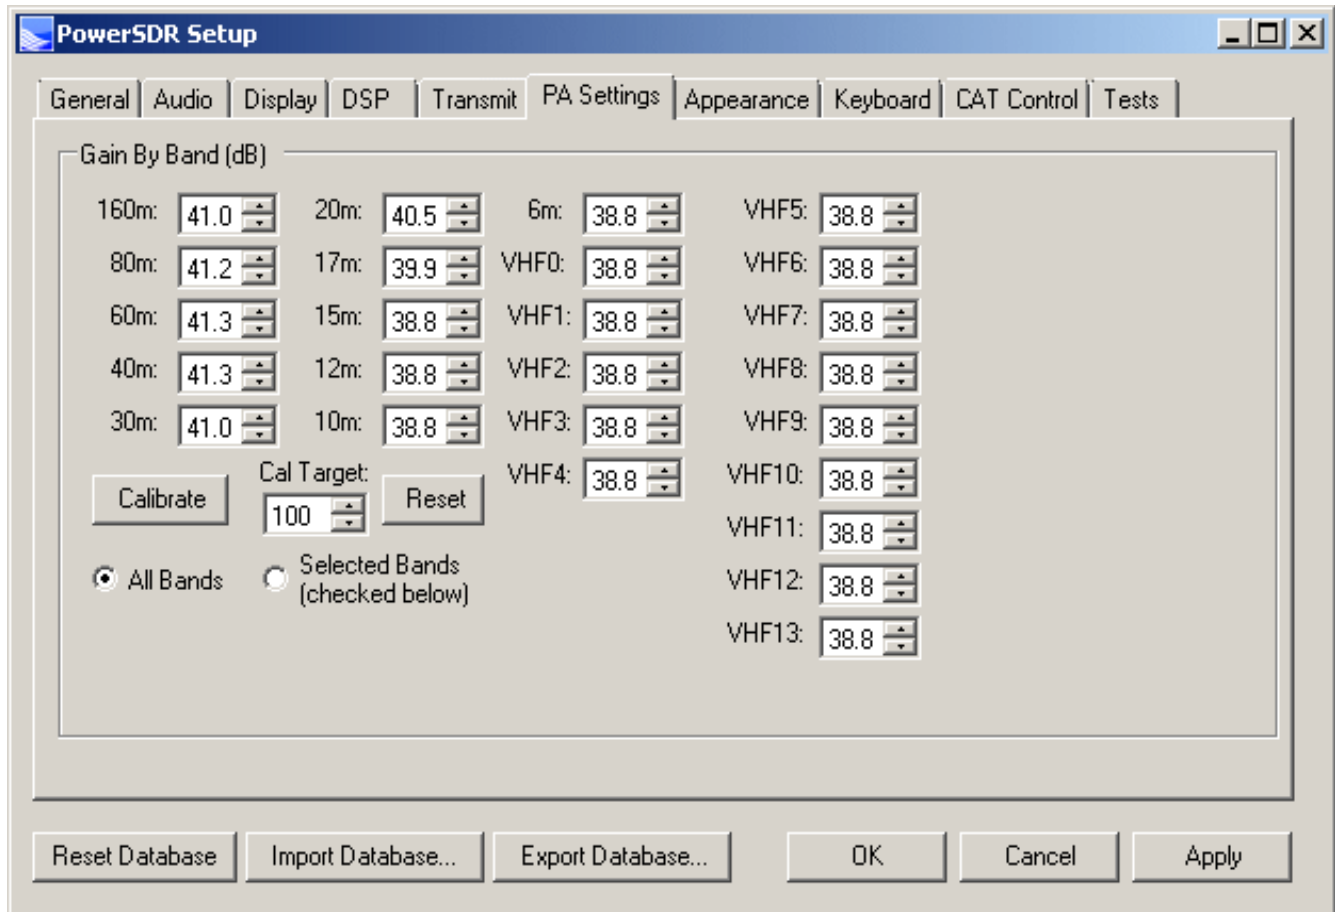 PowerSDR Setup
General Audio Display DSP Transmit PA Settings Appearance Keyboard CAT Control Tests
Gain By Band (dB)
160m: 41.0 20m: 40.5 6m: 38.8 VHF5: 38.8
80m: 41.2 17m: 39.9 VHF0: 38.8 VHF6: 38.8
60m: 41.3 15m: 38.8 VHF1: 38.8 VHF7: 38.8
40m: 41.3 12m: 38.8 VHF2: 38.8 VHF8: 38.8
30m: 41.0 10m: 38.8 VHF3: 38.8 VHF9: 38.8
Cal Target: VHF4: 38.8 VHF10: 38.8
Calibrate 100 Reset
VHF11: 38.8
All Bands Selected Bands
(checked below)
VHF12: 38.8
VHF13: 38.8
Reset Database Import Database... Export Database... OK Cancel Apply